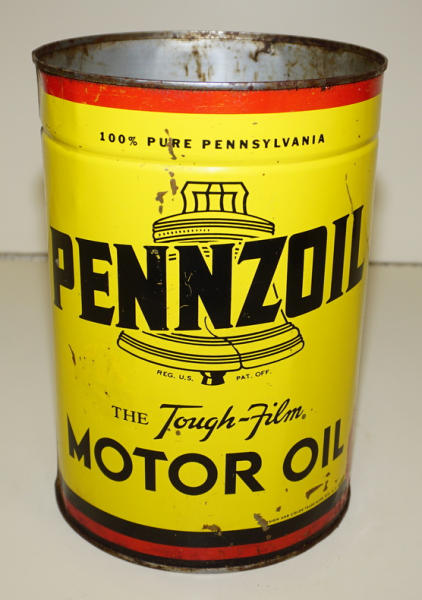 100% PURE PENNSYLVANIA
PENNZOIL
REG. U.S. PAT. OFF.
THE Tough-Film®
MOTOR OIL